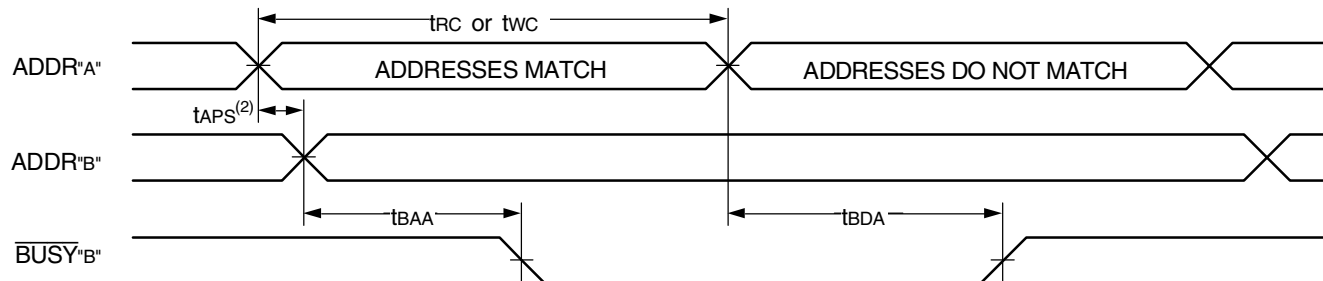 tRC or tWC
ADDR"A"
ADDRESSES MATCH
ADDRESSES DO NOT MATCH
tAPS(2)
ADDR"B"
tBAA
tBDA
BUSY"B"